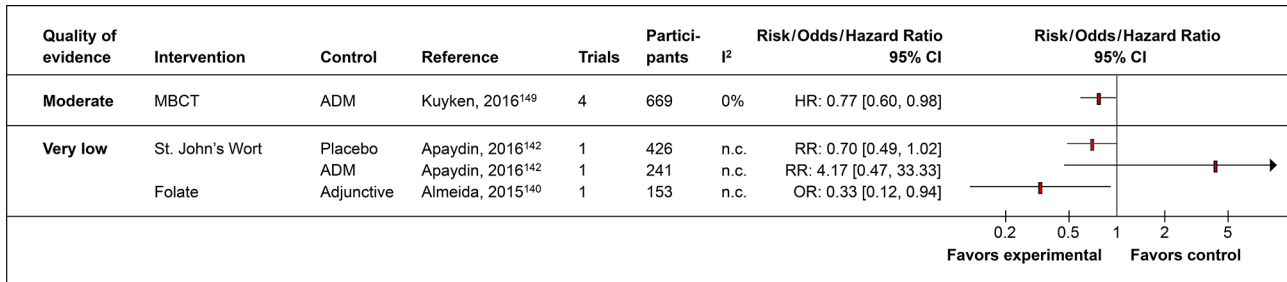 Quality of evidence Intervention Control Reference Trials Partici-pants I² Risk/Odds/Hazard Ratio 95% CI Risk/Odds/Hazard Ratio 95% CI
Moderate MBCT ADM Kuyken, 2016¹⁴⁹ 4 669 0% HR: 0.77 [0.60, 0.98]
Very low St. John's Wort Placebo Apaydin, 2016¹⁴² 1 426 n.c. RR: 0.70 [0.49, 1.02]
ADM Apaydin, 2016¹⁴² 1 241 n.c. RR: 4.17 [0.47, 33.33]
Folate Adjunctive Almeida, 2015¹⁴⁰ 1 153 n.c. OR: 0.33 [0.12, 0.94]
0.2 0.5 1 2 5
Favors experimental Favors control